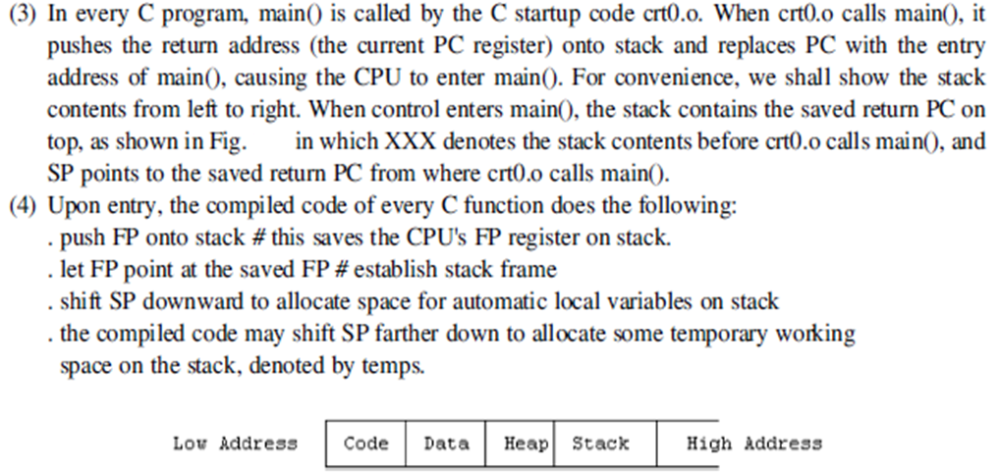 (3) In every C program, main() is called by the C startup code crt0.o. When crt0.o calls main(), it
pushes the return address (the current PC register) onto stack and replaces PC with the entry
address of main(), causing the CPU to enter main(). For convenience, we shall show the stack
contents from left to right. When control enters main(), the stack contains the saved return PC on
top, as shown in Fig. in which XXX denotes the stack contents before crt0.o calls main(), and
SP points to the saved return PC from where crt0.o calls main().
(4) Upon entry, the compiled code of every C function does the following:
. push FP onto stack # this saves the CPU's FP register on stack.
. let FP point at the saved FP # establish stack frame
. shift SP downward to allocate space for automatic local variables on stack
. the compiled code may shift SP farther down to allocate some temporary working
space on the stack, denoted by temps.
Low Address Code Data Heap Stack High Address